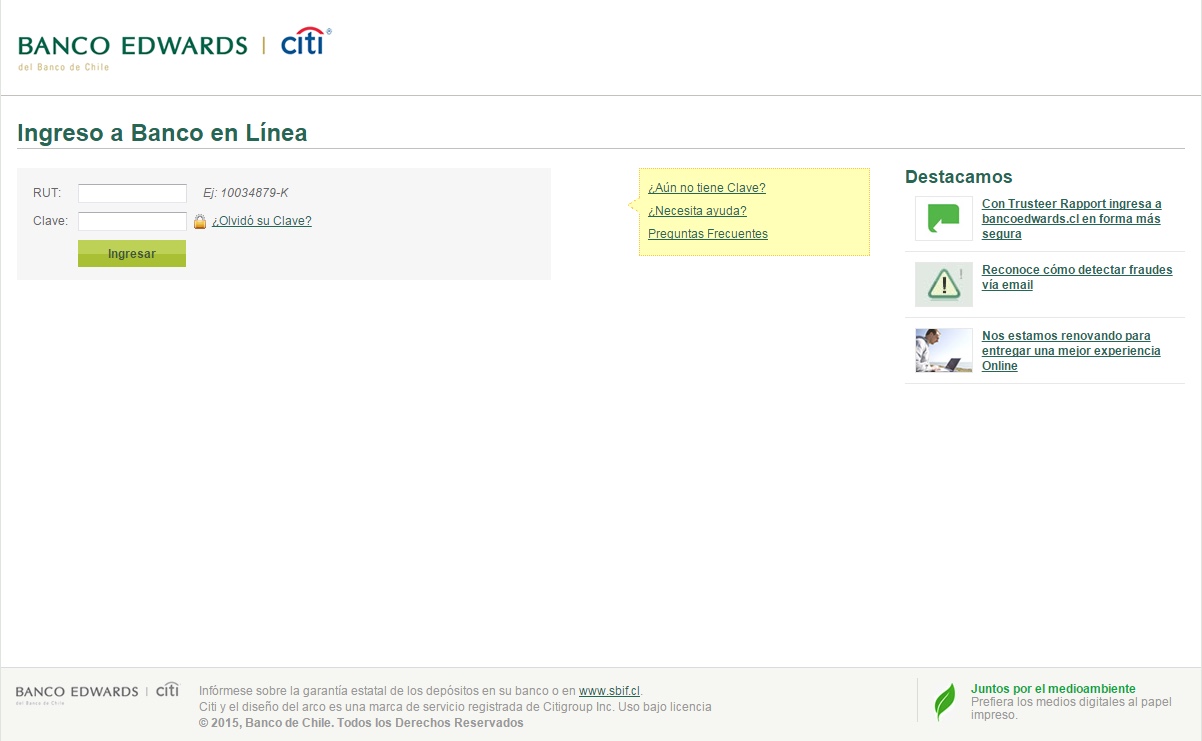 BANCO EDWARDS | citi®
del Banco de Chile
Ingreso a Banco en Línea
RUT: Ej: 10034879-K
Clave: ¿Olvidó su Clave?
Ingresar
¿Aún no tiene Clave?
¿Necesita ayuda?
Preguntas Frecuentes
Destacamos
Con Trusteer Rapport ingresa a
bancoedwards.cl en forma más
segura
Reconoce cómo detectar fraudes
vía email
Nos estamos renovando para
entregar una mejor experiencia
Online
BANCO EDWARDS | citi
del Banco de Chile
Infórmese sobre la garantía estatal de los depósitos en su banco o en www.sbif.cl.
Citi y el diseño del arco es una marca de servicio registrada de Citigroup Inc. Uso bajo licencia
© 2015, Banco de Chile. Todos los Derechos Reservados
Juntos por el medioambiente
Prefiera los medios digitales al papel
impreso.